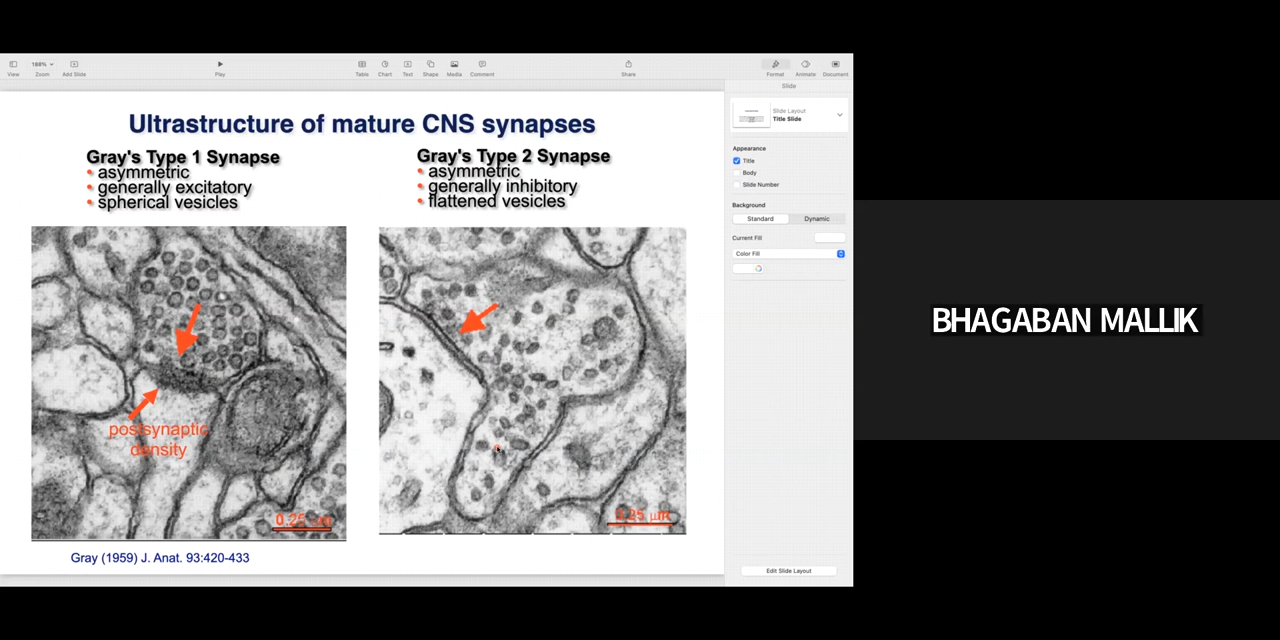 View
188%
Zoom
Add Slide
Play
Table
Chart
Text
Shape
Media
Comment
Share
Format
Animate
Document
Slide
Slide Layout
Title Slide
Appearance
Title
Body
Slide Number
Background
Standard
Dynamic
Current Fill
Color Fill
Edit Slide Layout
Ultrastructure of mature CNS synapses
Gray's Type 1 Synapse
• asymmetric
• generally excitatory
• spherical vesicles
Gray's Type 2 Synapse
• asymmetric
• generally inhibitory
• flattened vesicles
postsynaptic
density
0.25 μm
0.25 μm
Gray (1959) J. Anat. 93:420-433
BHAGABAN MALLIK